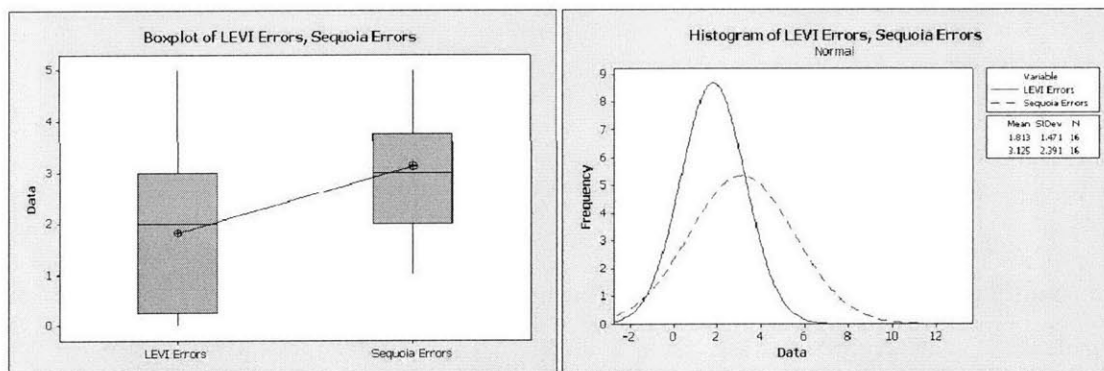 Boxplot of LEVI Errors, Sequoia Errors
5
4
3
2
1
0
Data
LEVI Errors Sequoia Errors
Histogram of LEVI Errors, Sequoia Errors
Normal
9
8
7
6
5
4
3
2
1
0
Frequency
-2 0 2 4 6 8 10 12
Data
Variable
LEVI Errors
Sequoia Errors
Mean StDev N
1.813 1.471 16
3.125 2.391 16